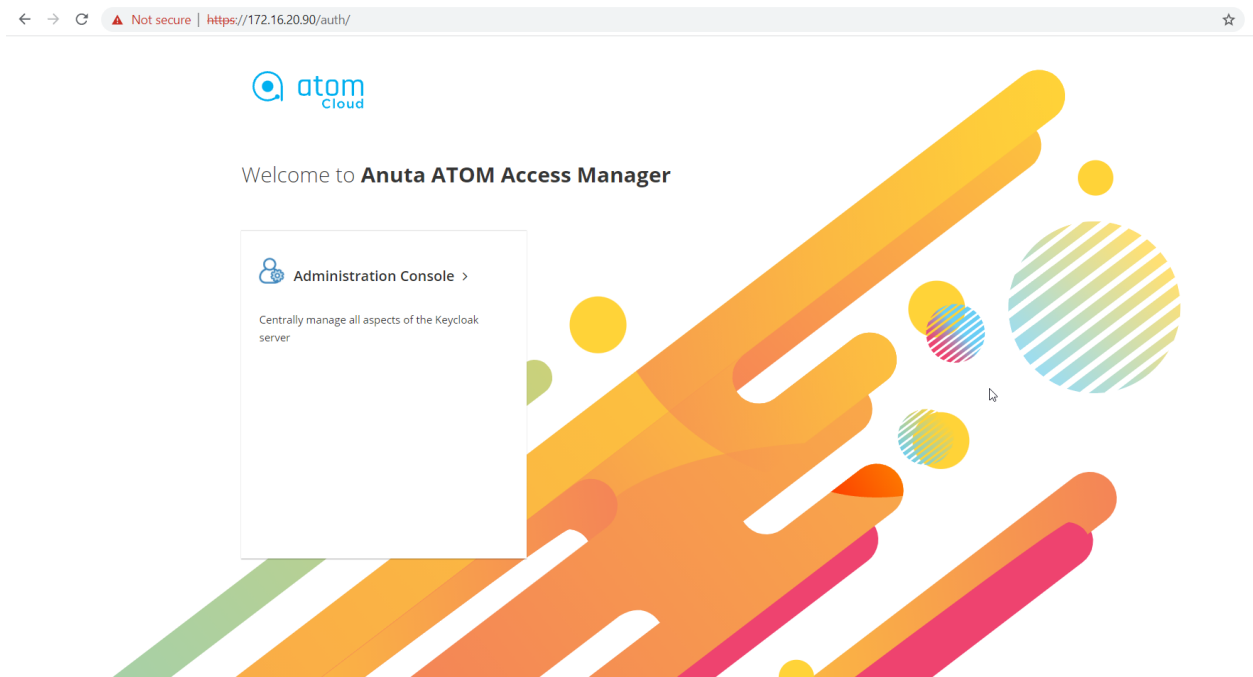 Not secure | https://172.16.20.90/auth/
atom
Cloud
Welcome to Anuta ATOM Access Manager
Administration Console >
Centrally manage all aspects of the Keycloak
server